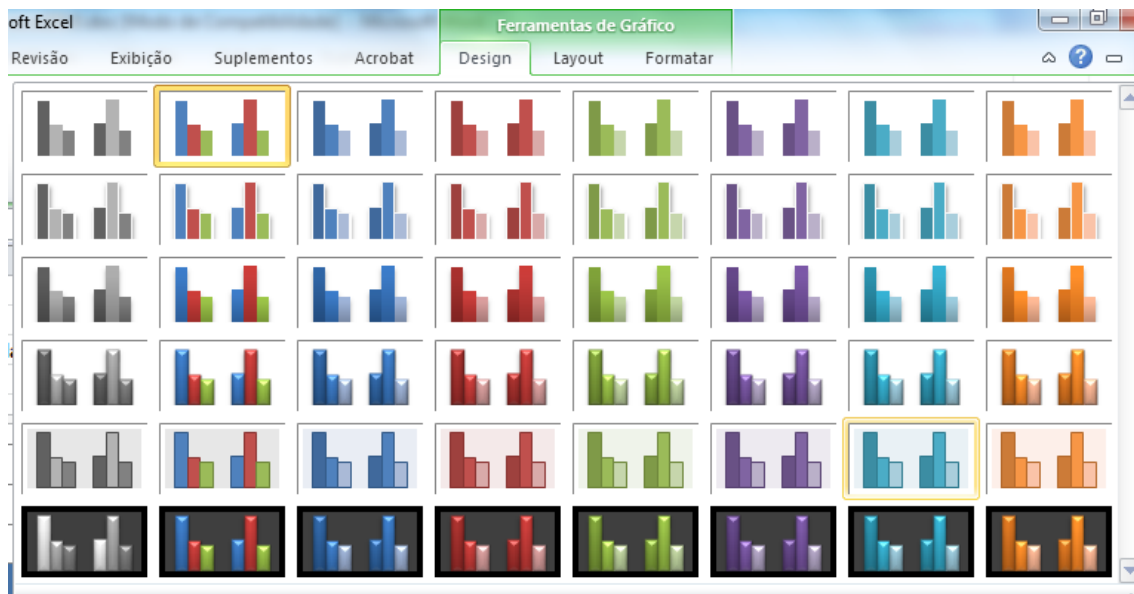 oft Excel
Ferramentas de Gráfico
Revisão Exibição Suplementos Acrobat Design Layout Formatar